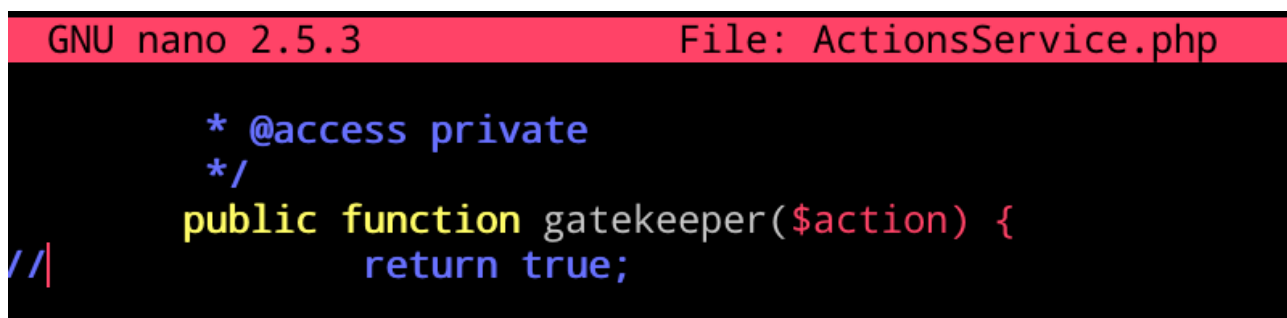 GNU nano 2.5.3 File: ActionsService.php
* @access private
*/
public function gatekeeper($action) {
// return true;